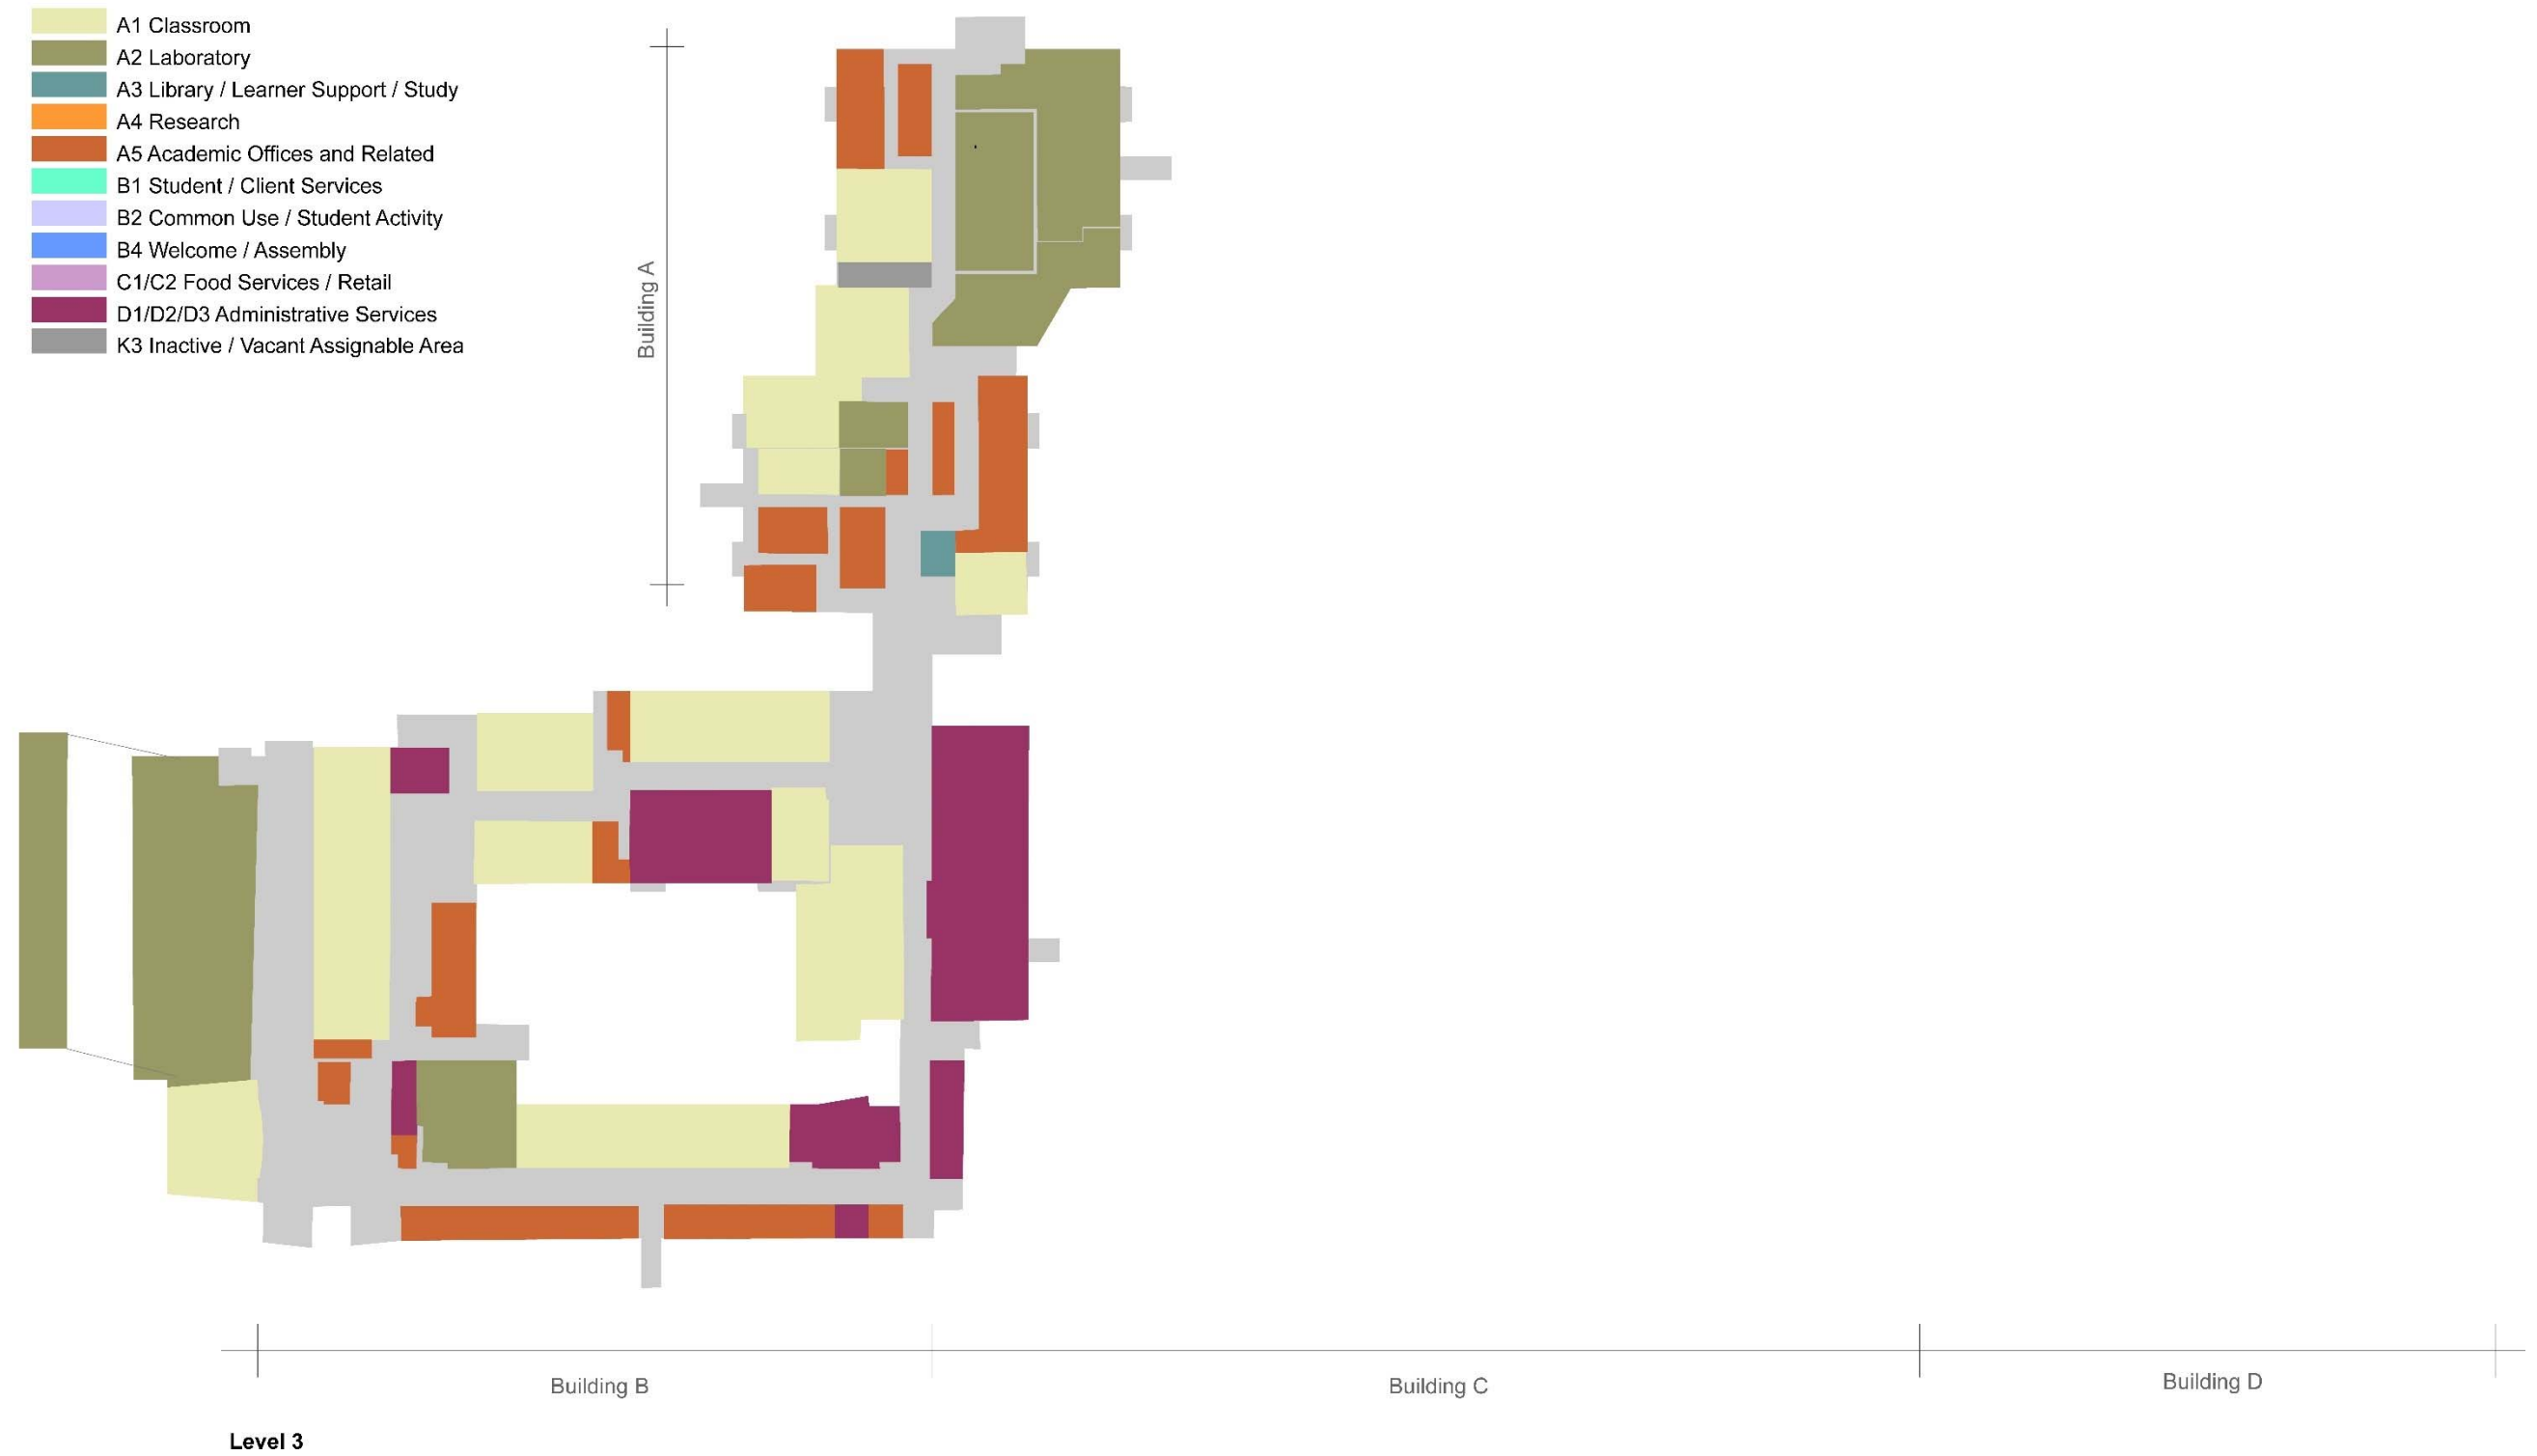 A1 Classroom
A2 Laboratory
A3 Library / Learner Support / Study
A4 Research
A5 Academic Offices and Related
B1 Student / Client Services
B2 Common Use / Student Activity
B4 Welcome / Assembly
C1/C2 Food Services / Retail
D1/D2/D3 Administrative Services
K3 Inactive / Vacant Assignable Area
Building A
Building B
Building C
Building D
Level 3